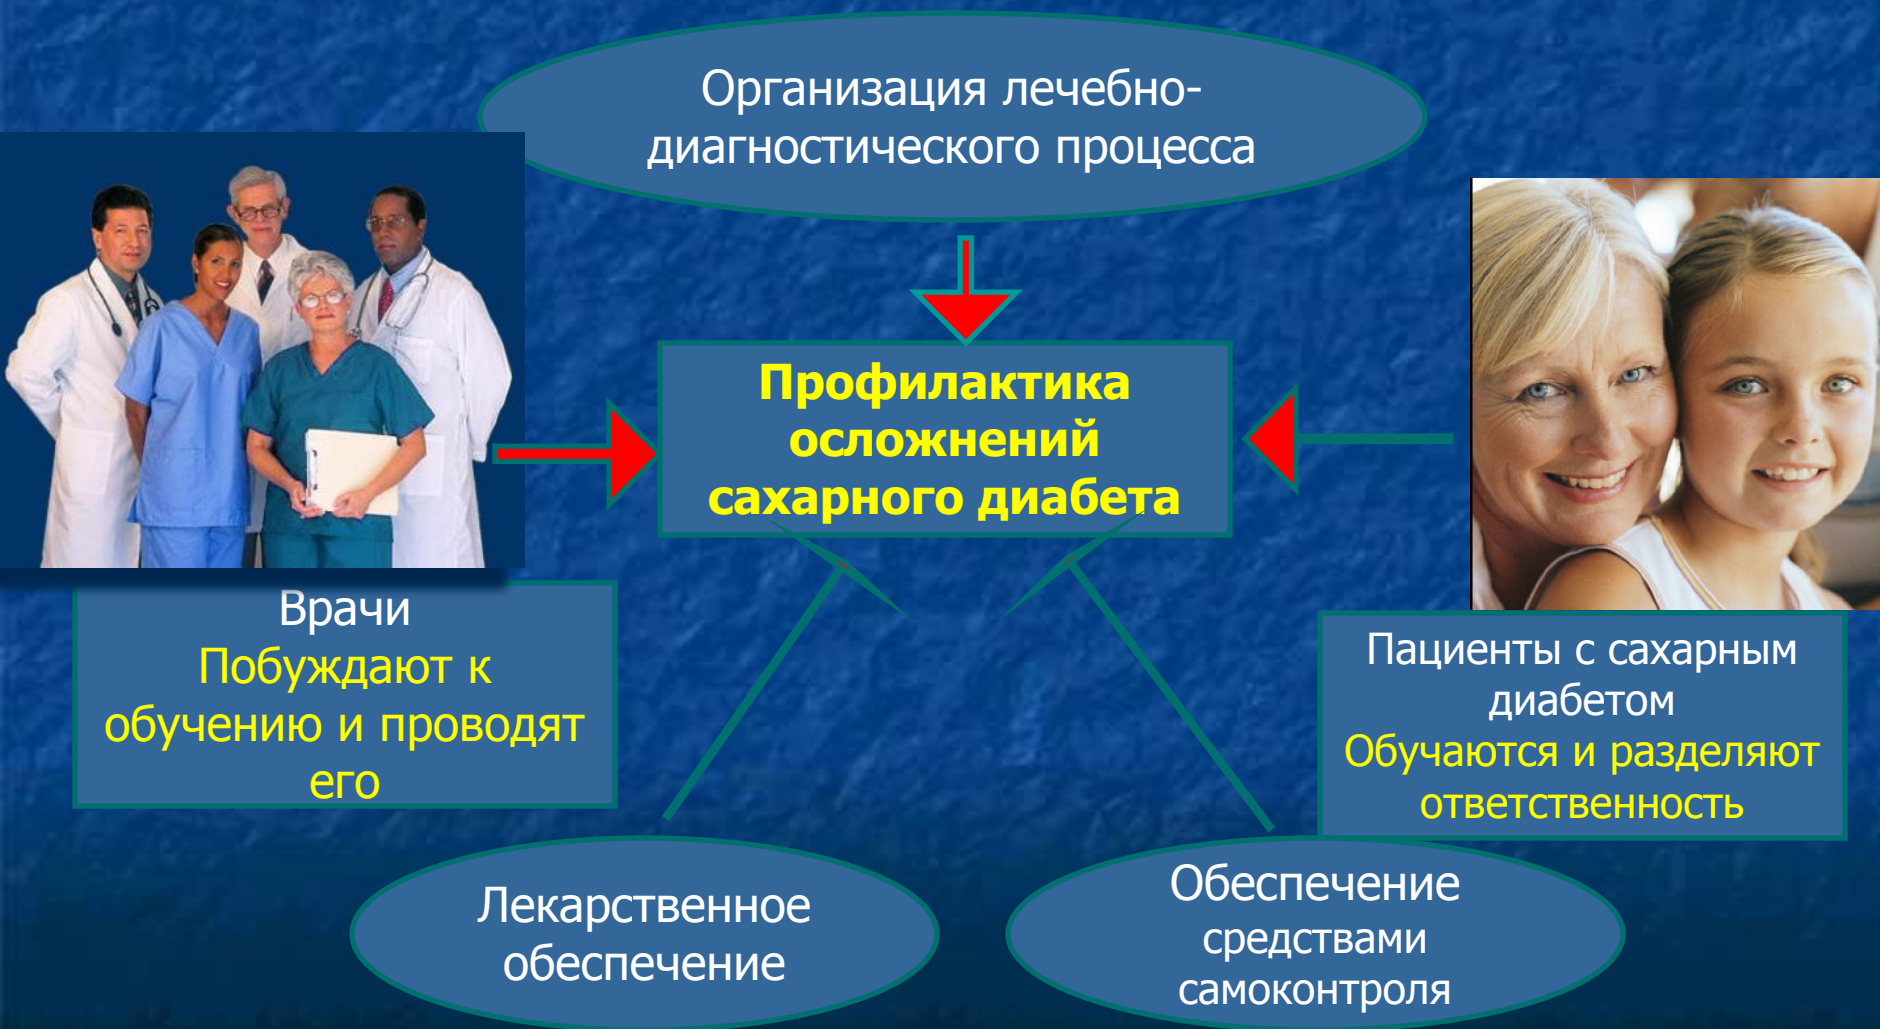 Организация лечебно-
диагностического процесса
Профилактика
осложнений
сахарного диабета
Врачи
Побуждают к
обучению и проводят
его
Пациенты с сахарным
диабетом
Обучаются и разделяют
ответственность
Лекарственное
обеспечение
Обеспечение
средствами
самоконтроля